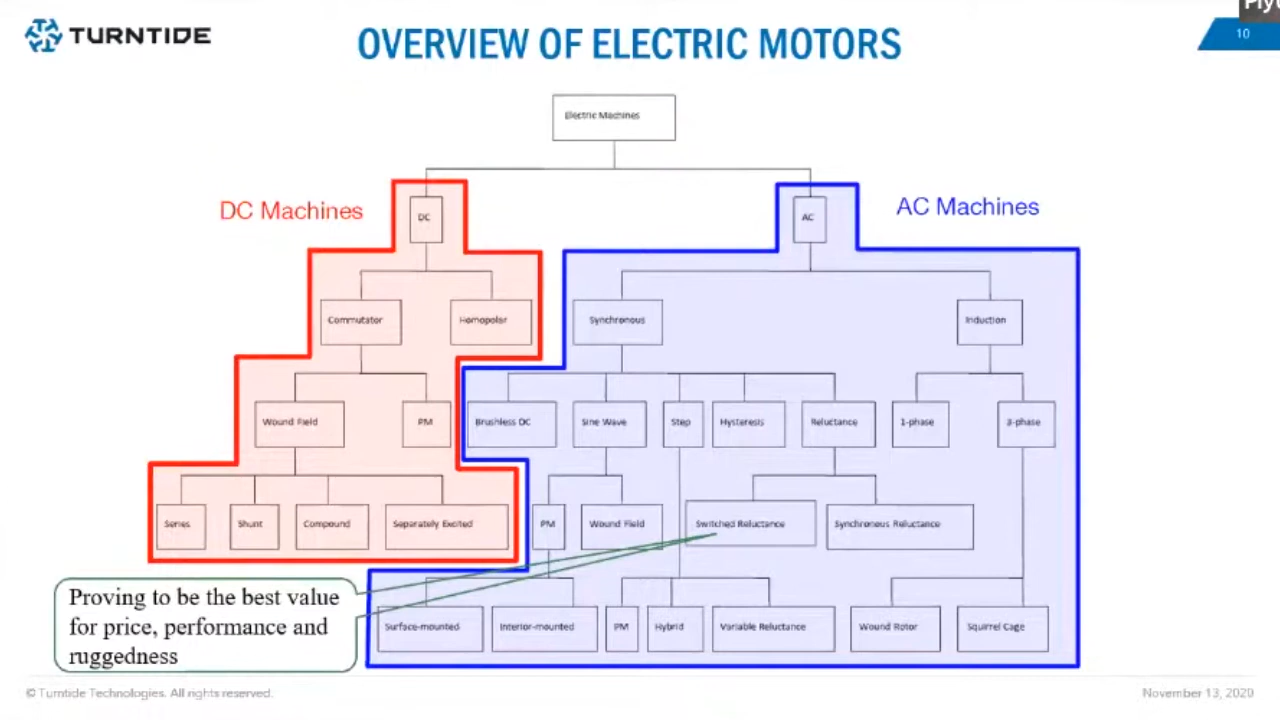 Plyu
TURNTIDE
OVERVIEW OF ELECTRIC MOTORS
10
Electric Machines
DC Machines
DC
AC
AC Machines
Commutator
Homopolar
Synchronous
Induction
Wound Field
PM
Brushless DC
Sine Wave
Step
Hysteresis
Reluctance
1-phase
3-phase
Series
Shunt
Compound
Separately Excited
PM
Wound Field
Switched Reluctance
Synchronous Reluctance
Proving to be the best value
for price, performance and
ruggedness
Surface-mounted
Interior-mounted
PM
Hybrid
Variable Reluctance
Wound Rotor
Squirrel Cage
© Turntide Technologies. All rights reserved.
November 13, 2020